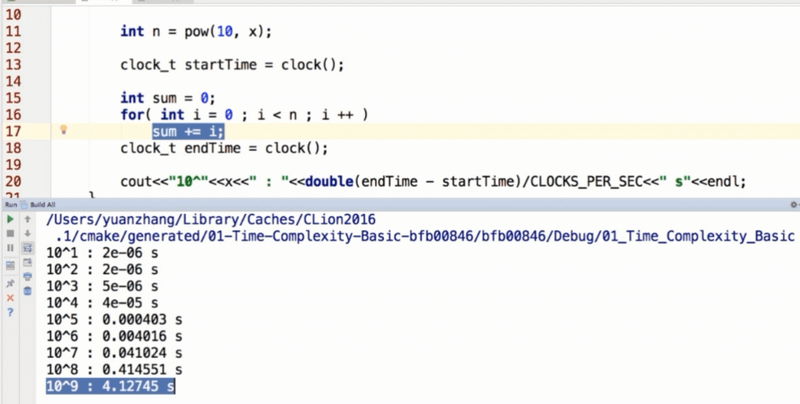 10
11 int n = pow(10, x);
12
13 clock_t startTime = clock();
14
15 int sum = 0;
16 for( int i = 0 ; i < n ; i ++ )
17 sum += i;
18 clock_t endTime = clock();
19
20 cout<<"10^"<<x<<" : "<<double(endTime - startTime)/CLOCKS_PER_SEC<<" s"<<endl;
21 }
Run Build All
/Users/yuanzhang/Library/Caches/CLion2016
.1/cmake/generated/01-Time-Complexity-Basic-bfb00846/bfb00846/Debug/01_Time_Complexity_Basic
10^1 : 2e-06 s
10^2 : 2e-06 s
10^3 : 5e-06 s
10^4 : 4e-05 s
10^5 : 0.000403 s
10^6 : 0.004016 s
10^7 : 0.041024 s
10^8 : 0.414551 s
10^9 : 4.12745 s